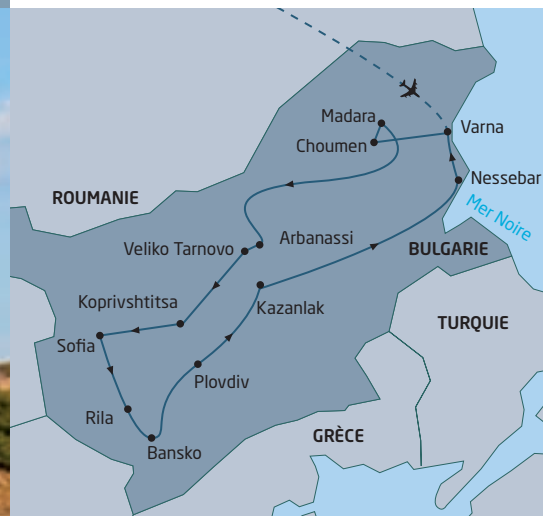 Madara
Varna
Choumen
Nessebar
ROUMANIE
Mer Noire
Veliko Tarnovo
Arbanassi
BULGARIE
Koprivshtitsa
Kazanlak
TURQUIE
Sofia
Plovdiv
Rila
GRÈCE
Bansko